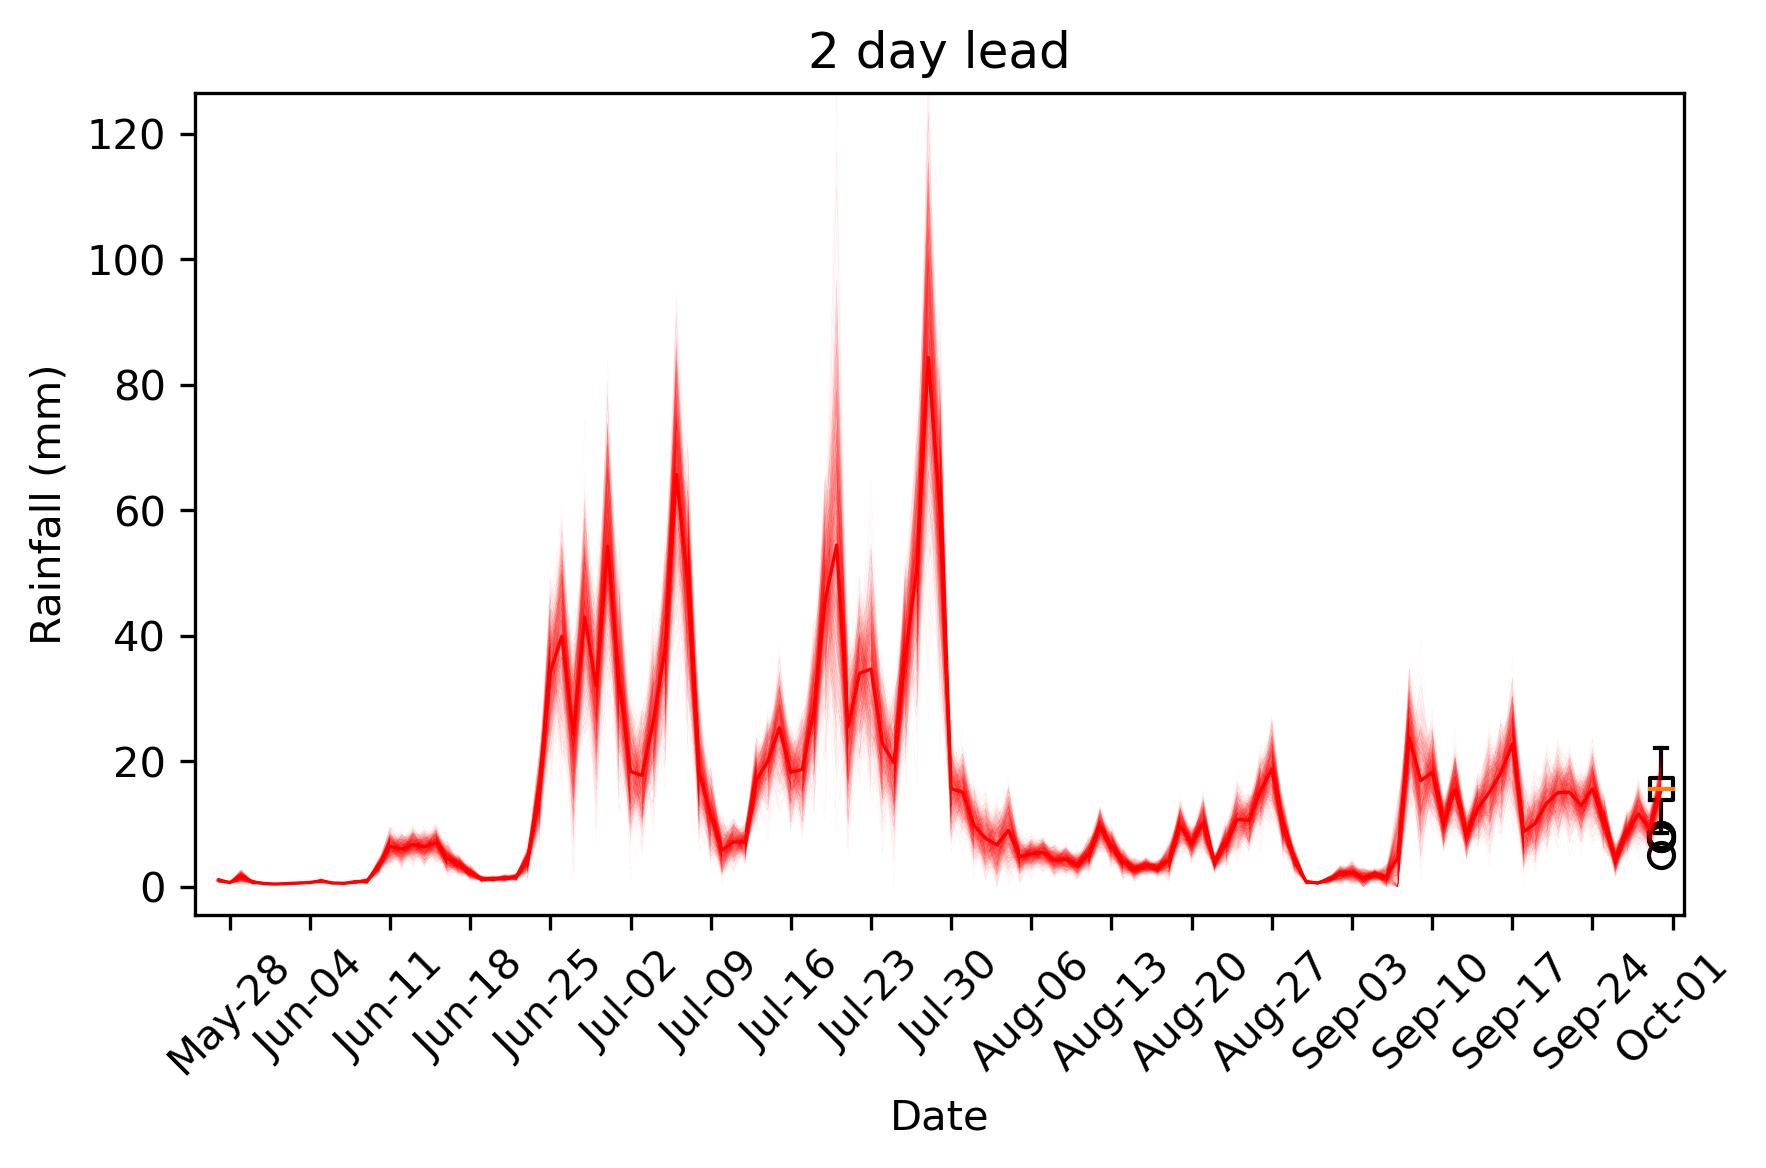 2 day lead
120
100
80
60
40
20
0
Rainfall (mm)
May-28
Jun-04
Jun-11
Jun-18
Jun-25
Jul-02
Jul-09
Jul-16
Jul-23
Jul-30
Aug-06
Aug-13
Aug-20
Aug-27
Sep-03
Sep-10
Sep-17
Sep-24
Oct-01
Date